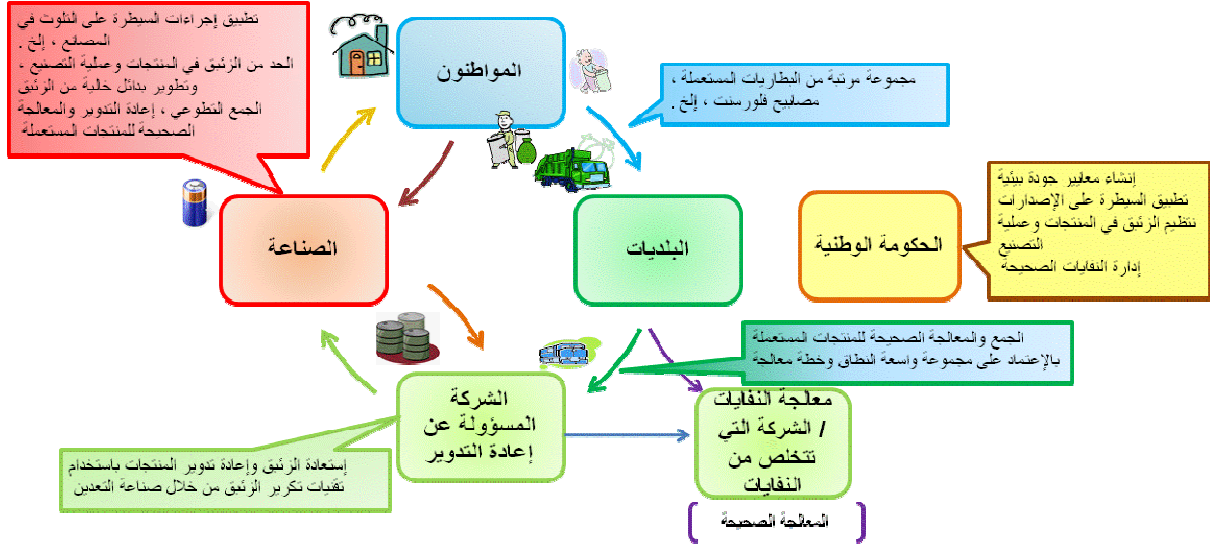 تطبيق إجراءات السيطرة على التلوث في
المصانع ، إلخ .
الحد من الزئبق في المنتجات وعملية التصنيع ،
وتطوير بدائل خالية من الزئبق
الجمع التطوعي ، إعادة التدوير والمعالجة
الصحيحة للمنتجات المستعملة
المواطنون
مجموعة مرتبة من البطاريات المستعملة ،
مصابيح فلورسنت ، إلخ .
الصناعة
البلديات
الحكومة الوطنية
إنشاء معايير جودة بيئية
تطبيق السيطرة على الإصدارات
نتظيم الزئبق في المنتجات وعملية
التصنيع
إدارة النفايات الصحيحة
الجمع والمعالجة الصحيحة للمنتجات المستعملة
بالإعتماد على مجموعة واسعة النطاق وخطة معالجة
الشركة
المسؤولة عن
إعادة التدوير
معالجة النفايات
/ الشركة التي
تتخلص من
النفايات
إستعادة الزئبق وإعادة تدوير المنتجات باستخدام
تقنيات تكرير الزئبق من خلال صناعة التعدين
المعالجة الصحيحة